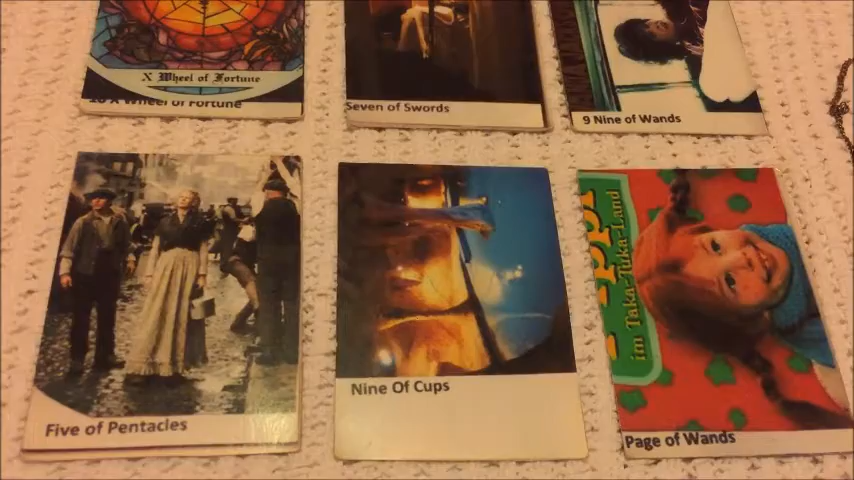 X Wheel of Fortune
10 X Wheel of Fortune
Seven of Swords
9 Nine of Wands
Five of Pentacles
Nine Of Cups
im Taka-Tuka-Land
Page of Wands